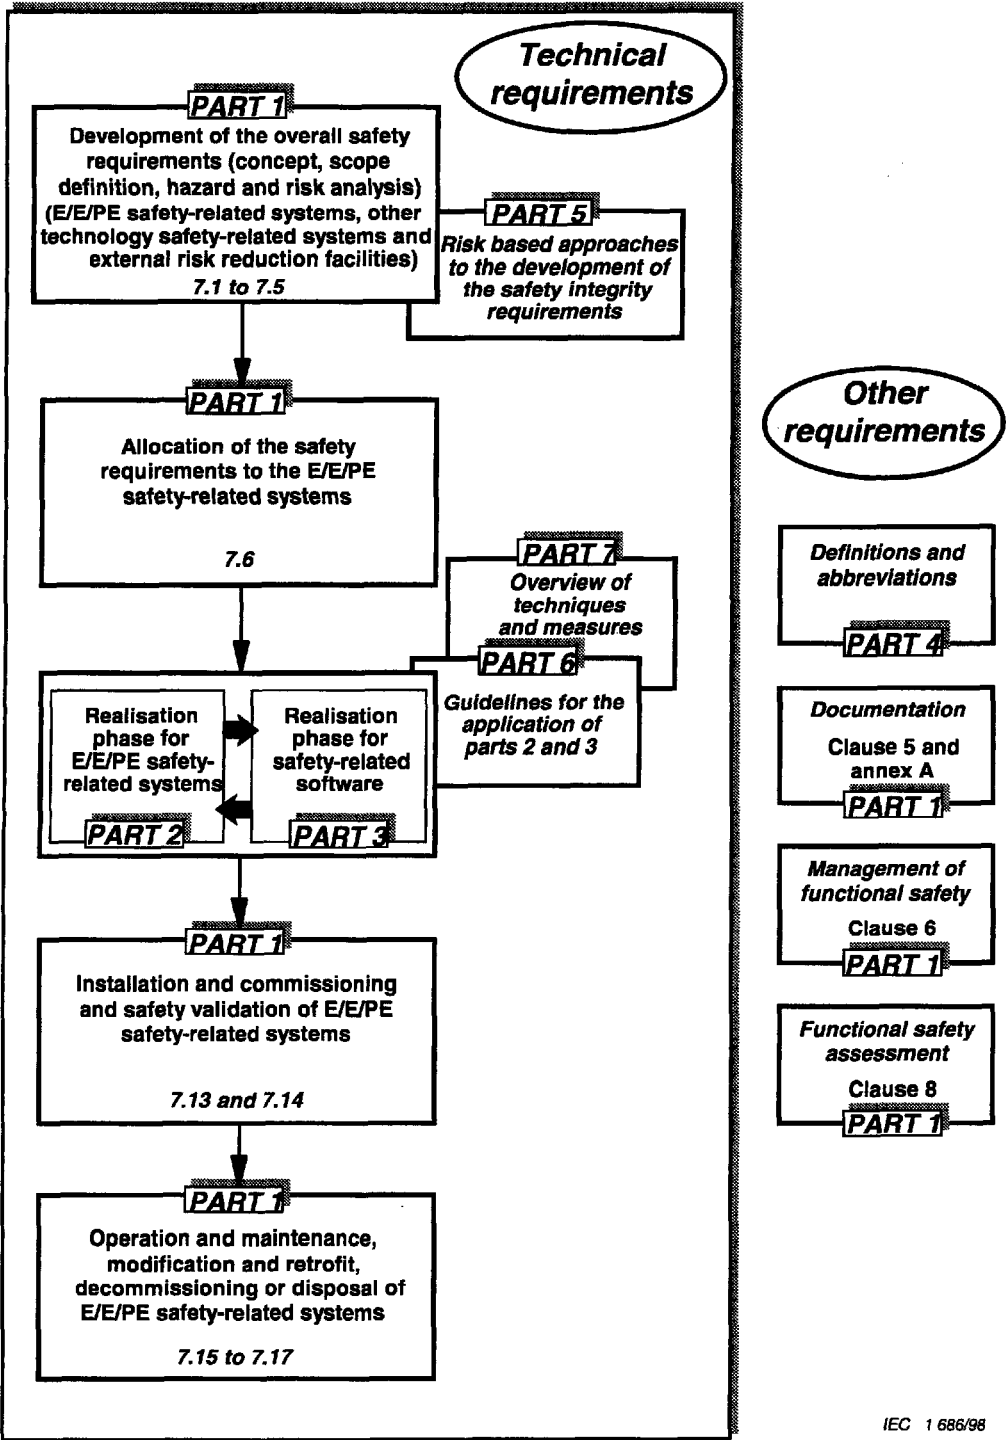 Technical
requirements
PART 1
Development of the overall safety
requirements (concept, scope
definition, hazard and risk analysis)
(E/E/PE safety-related systems, other
technology safety-related systems and
external risk reduction facilities)
7.1 to 7.5
PART 5
Risk based approaches
to the development of
the safety integrity
requirements
PART 1
Allocation of the safety
requirements to the E/E/PE
safety-related systems
7.6
PART 7
Overview of
techniques
and measures
PART 6
Guidelines for the
application of
parts 2 and 3
Realisation
phase for
E/E/PE safety-
related systems
PART 2
Realisation
phase for
safety-related
software
PART 3
PART 1
Installation and commissioning
and safety validation of E/E/PE
safety-related systems
7.13 and 7.14
PART 1
Operation and maintenance,
modification and retrofit,
decommissioning or disposal of
E/E/PE safety-related systems
7.15 to 7.17
Other
requirements
Definitions and
abbreviations
PART 4
Documentation
Clause 5 and
annex A
PART 1
Management of
functional safety
Clause 6
PART 1
Functional safety
assessment
Clause 8
PART 1
IEC 1 686/98